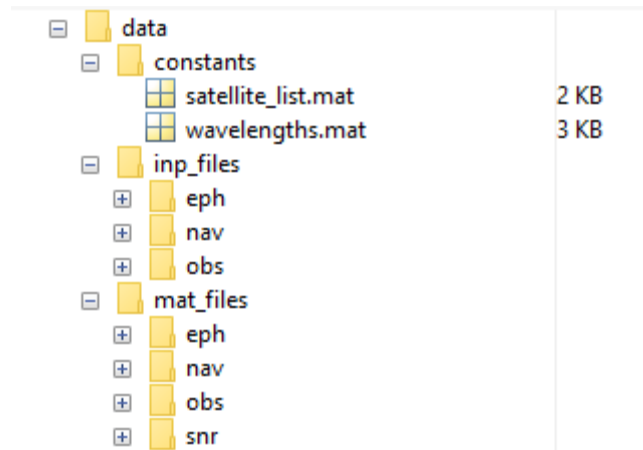 data
constants
satellite_list.mat 2 KB
wavelengths.mat 3 KB
inp_files
eph
nav
obs
mat_files
eph
nav
obs
snr